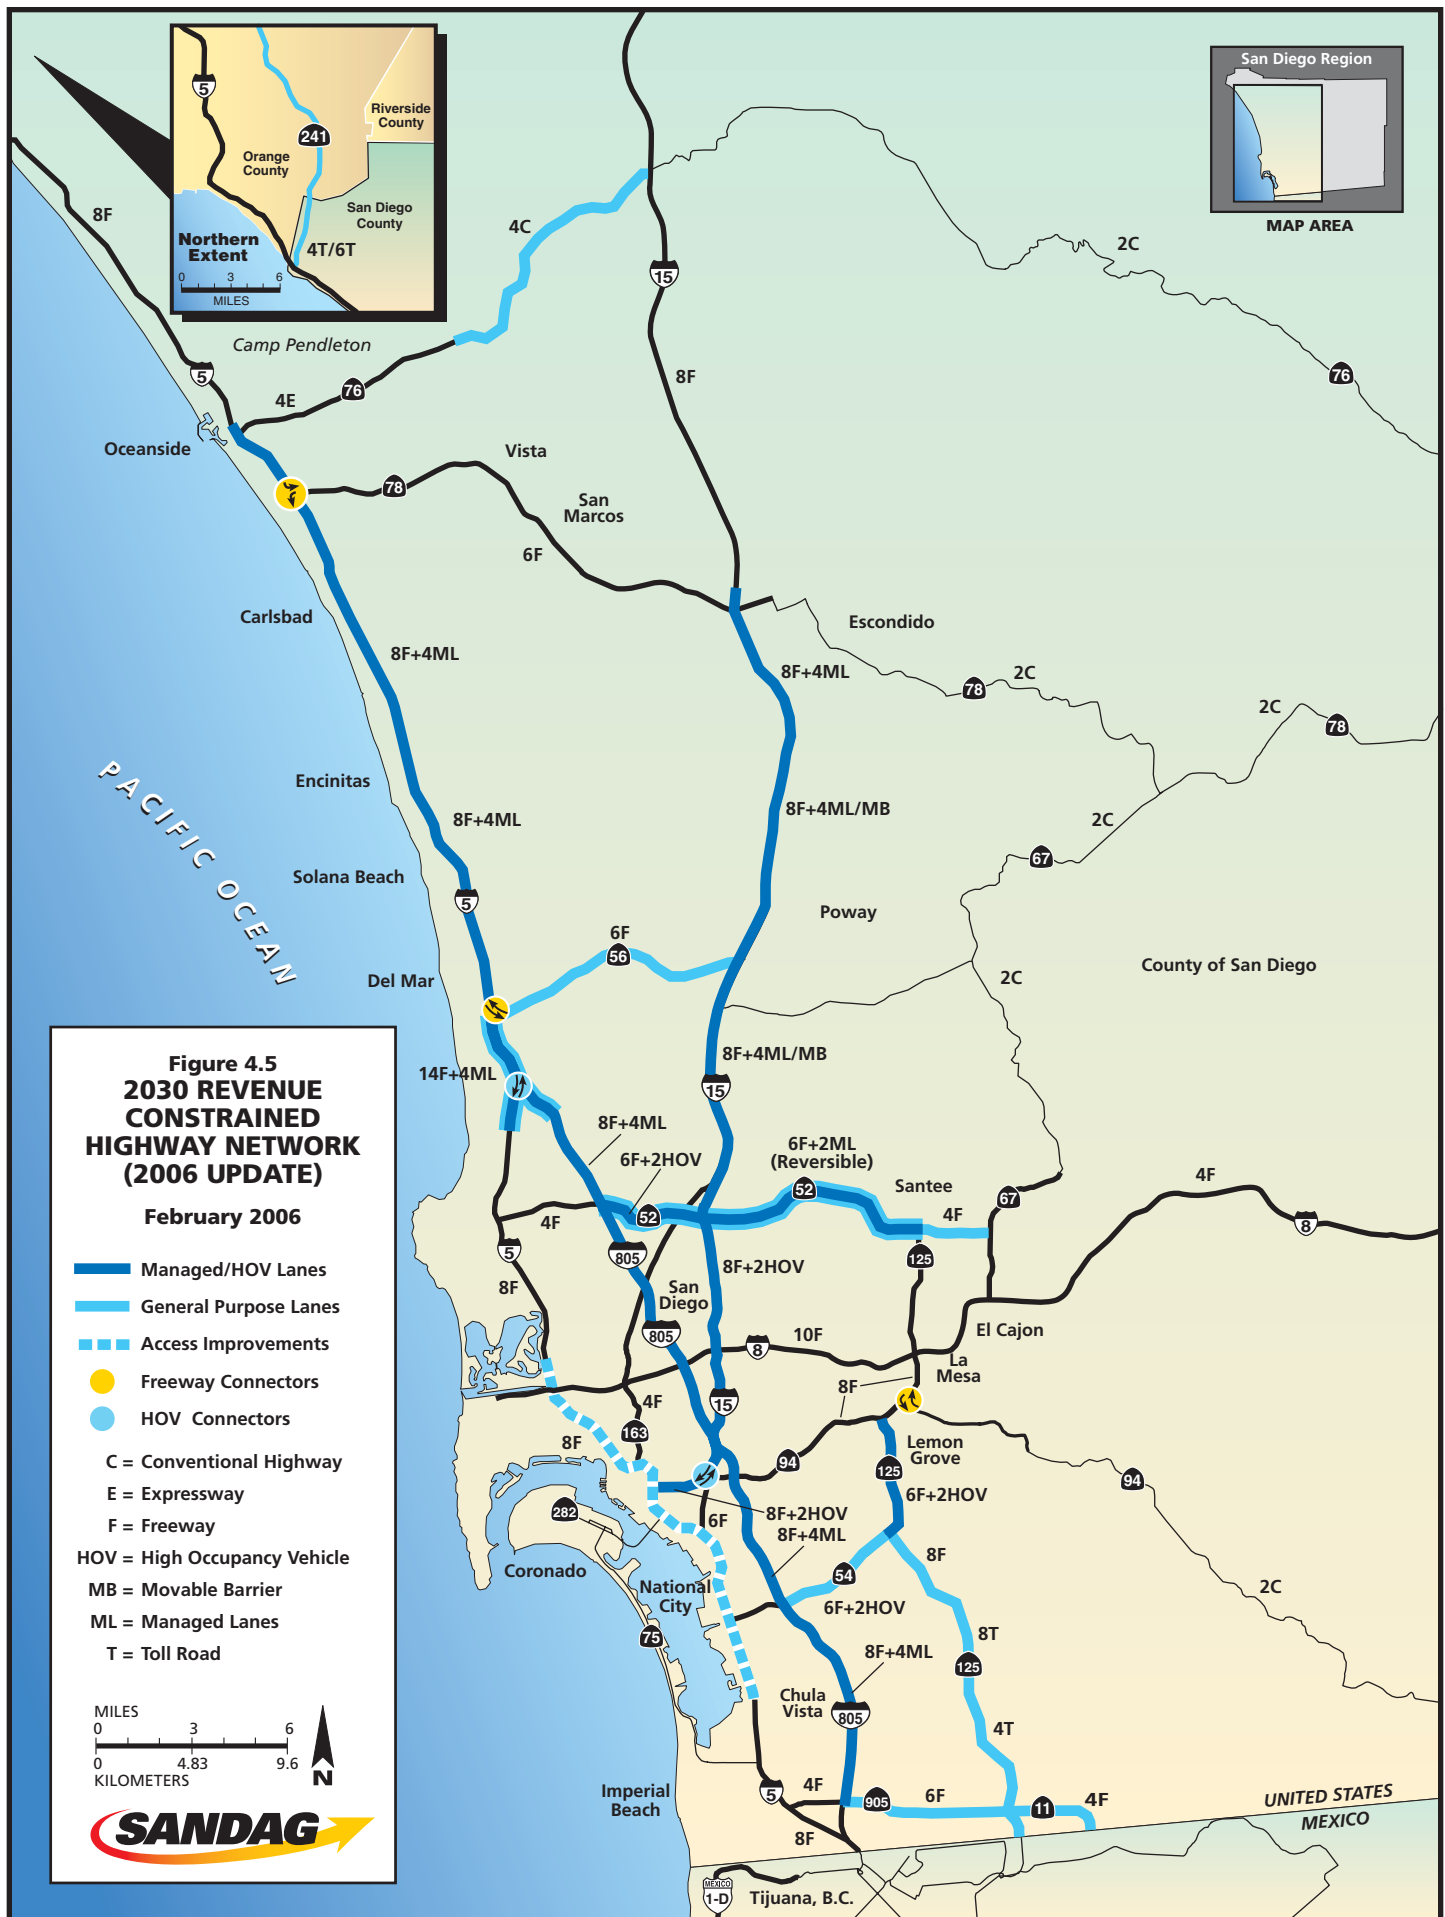 5
241
Riverside
County
Orange
County
San Diego
County
Northern
Extent
4T/6T
0 3 6
MILES
San Diego Region
MAP AREA
8F
4C
2C
15
Camp Pendleton
5
76
4E
8F
76
Oceanside
Vista
78
San
Marcos
6F
Carlsbad
Escondido
8F+4ML
8F+4ML
2C
78
2C
78
PACIFIC OCEAN
Encinitas
8F+4ML
8F+4ML/MB
2C
67
Solana Beach
5
Poway
6F
56
Del Mar
County of San Diego
2C
14F+4ML
8F+4ML/MB
15
8F+4ML
6F+2HOV
6F+2ML
(Reversible)
52
Santee
4F
67
4F
8
4F
52
5
805
125
8F
8F+2HOV
San
Diego
805
10F
8
El Cajon
La
Mesa
8F
4F
15
163
8F
94
Lemon
Grove
125
94
6F+2HOV
282
6F
8F+2HOV
8F+4ML
8F
Coronado
54
National
City
6F+2HOV
2C
75
8T
8F+4ML
125
Chula
Vista
805
4T
Imperial
Beach
5
4F
905
6F
11
4F
8F
UNITED STATES
MEXICO
MEXICO
1-D
Tijuana, B.C.
Figure 4.5
2030 REVENUE
CONSTRAINED
HIGHWAY NETWORK
(2006 UPDATE)
February 2006
Managed/HOV Lanes
General Purpose Lanes
Access Improvements
Freeway Connectors
HOV Connectors
C = Conventional Highway
E = Expressway
F = Freeway
HOV = High Occupancy Vehicle
MB = Movable Barrier
ML = Managed Lanes
T = Toll Road
MILES
0 3 6
0 4.83 9.6
KILOMETERS
N
SANDAG